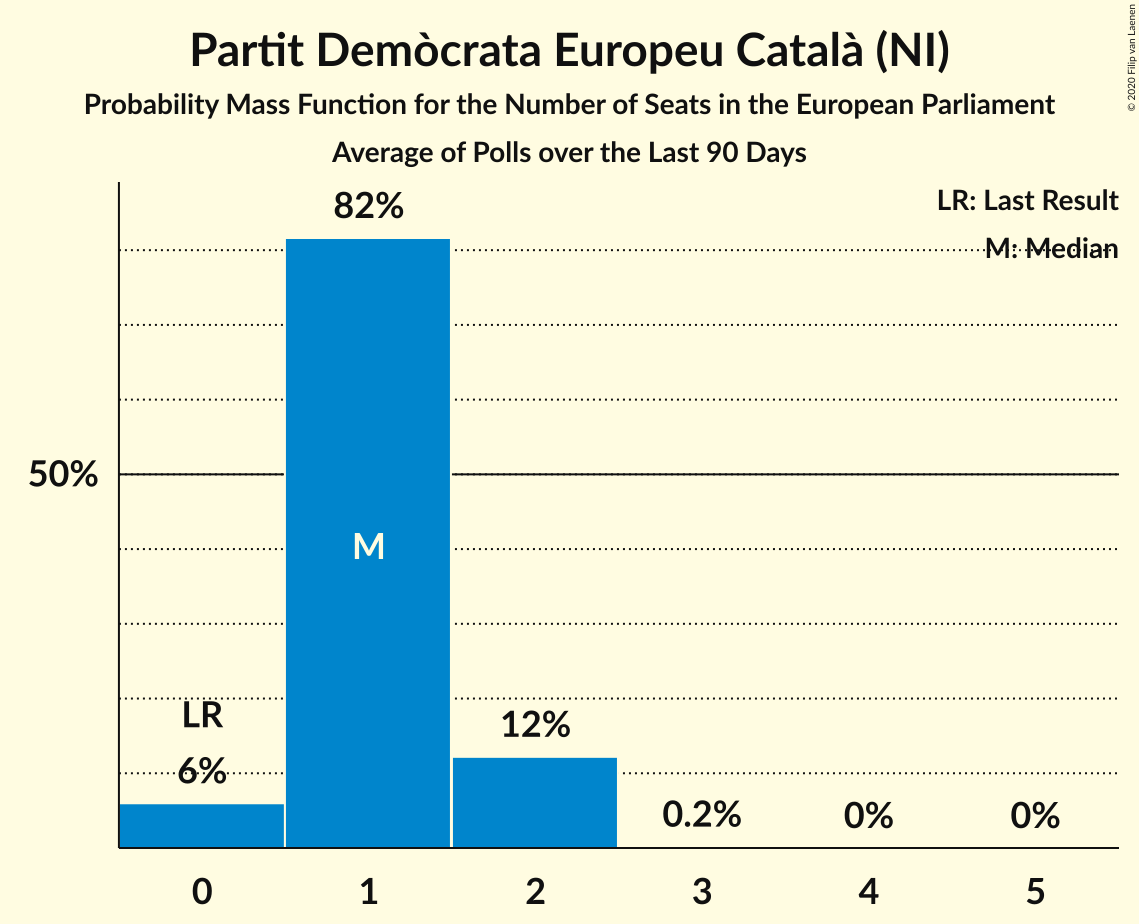 Partit Demòcrata Europeu Català (NI)
Probability Mass Function for the Number of Seats in the European Parliament
Average of Polls over the Last 90 Days
© 2020 Filip van Laenen
LR: Last Result
M: Median
82%
50%
M
LR
6%
12%
0.2%
0%
0%
0 1 2 3 4 5